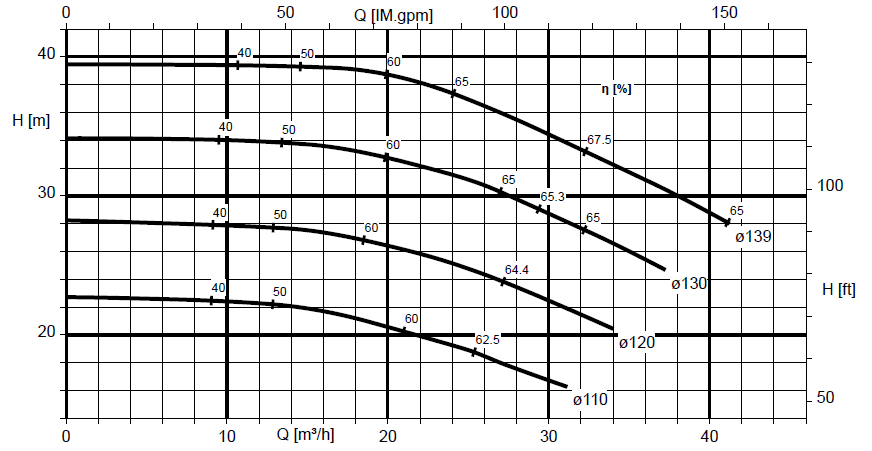 0 50 Q [IM.gpm] 100 150
40
40 50 60 65
η [%]
H [m]
40 50 60 67.5
30
65 65.3 65
100
40 50 60
65
ø139
64.4
ø130
H [ft]
40 50 60 62.5
20
ø120
ø110
50
0 10 Q [m³/h] 20 30 40